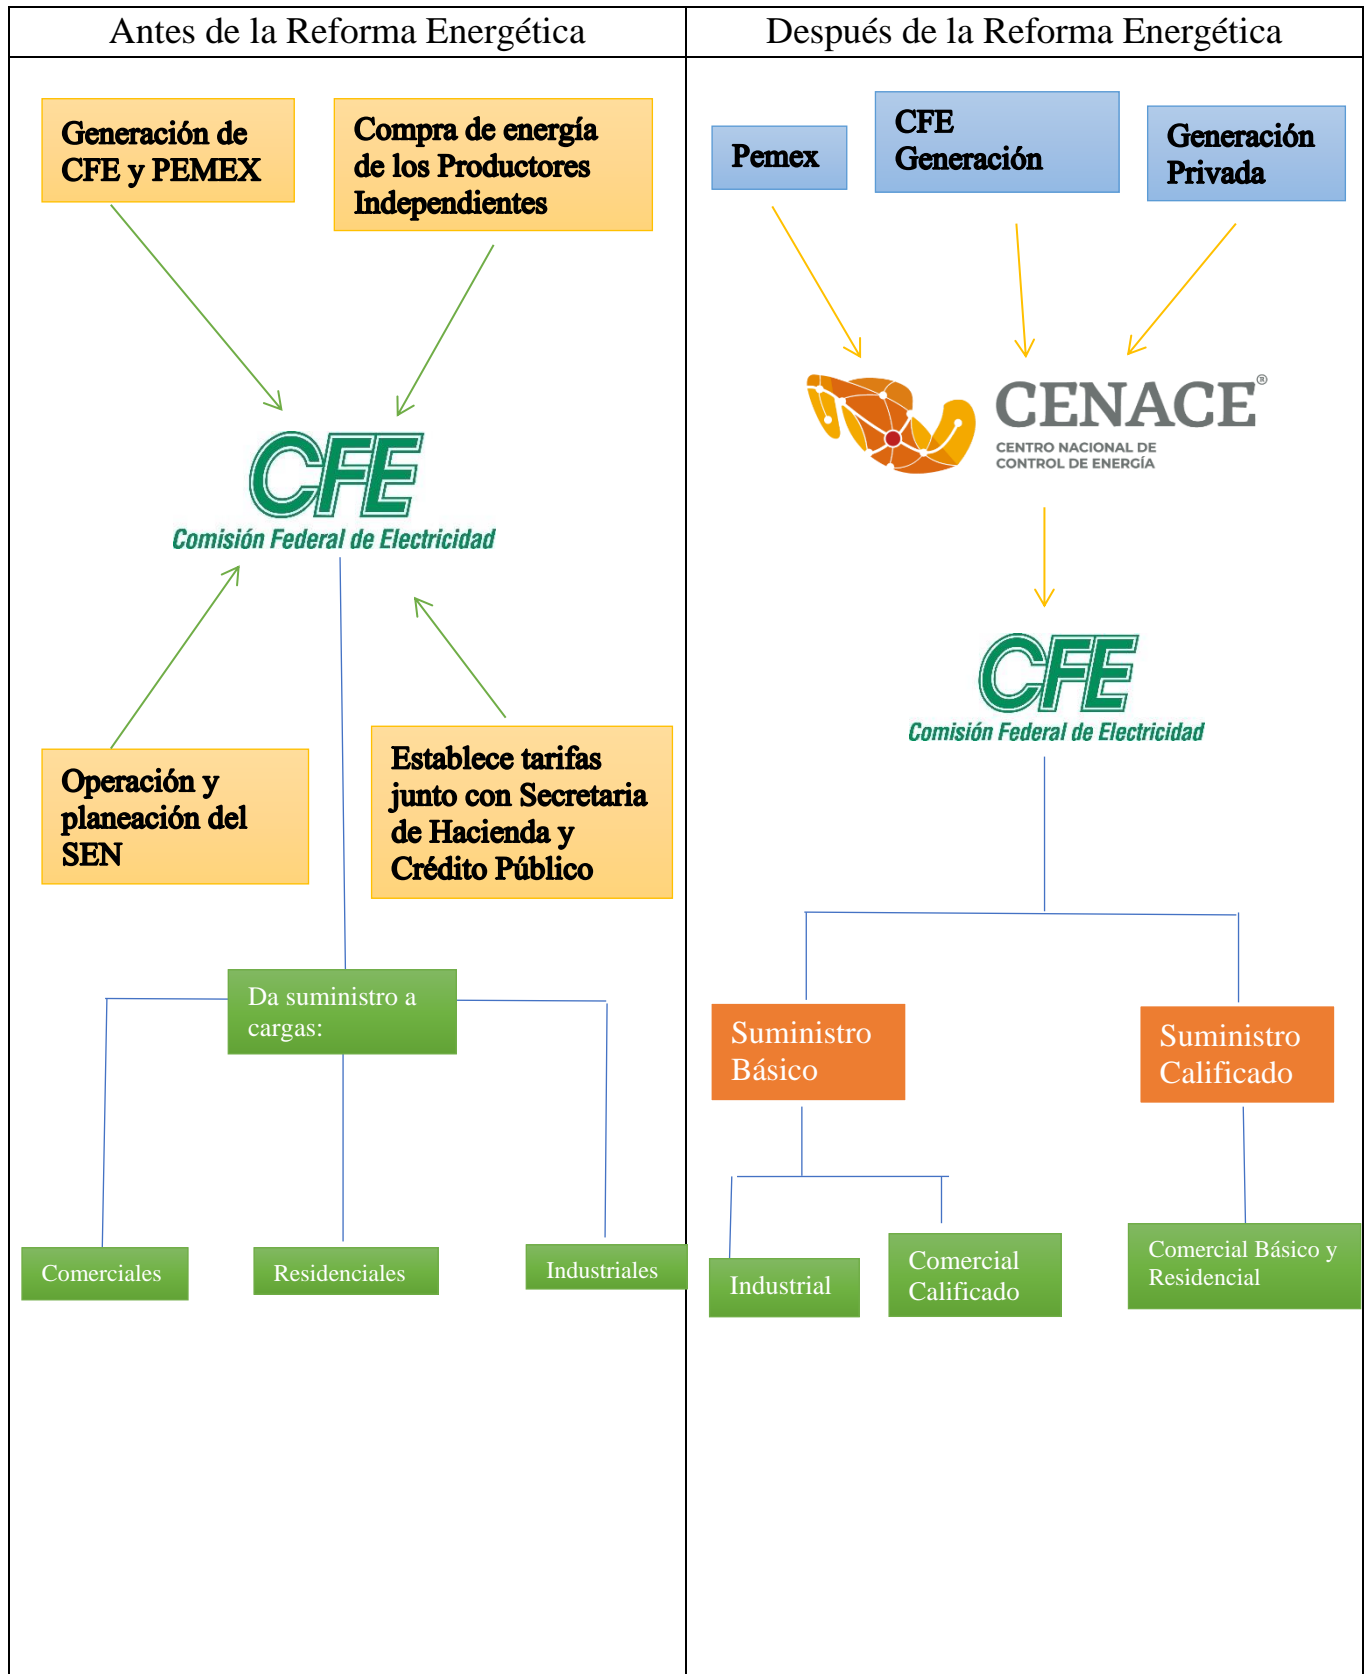 Antes de la Reforma Energética
Generación de
CFE y PEMEX
Compra de energía
de los Productores
Independientes
CFE
Comisión Federal de Electricidad
Operación y
planeación del
SEN
Establece tarifas
junto con Secretaria
de Hacienda y
Crédito Público
Da suministro a
cargas:
Comerciales
Residenciales
Industriales
Después de la Reforma Energética
Pemex
CFE
Generación
Generación
Privada
CENACE®
CENTRO NACIONAL DE
CONTROL DE ENERGÍA
CFE
Comisión Federal de Electricidad
Suministro
Básico
Suministro
Calificado
Industrial
Comercial
Calificado
Comercial Básico y
Residencial